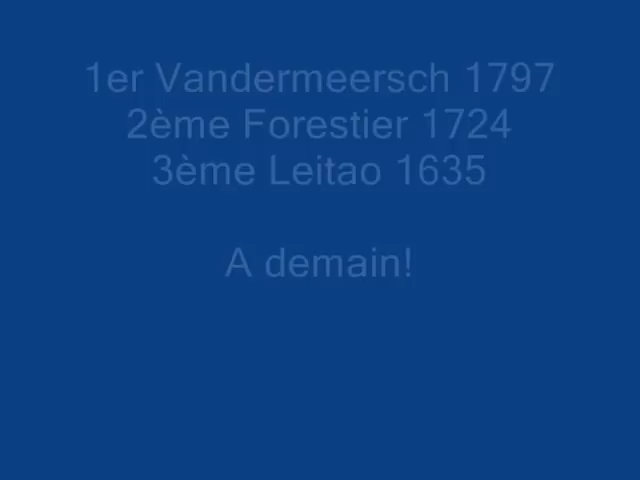 1er Vandermeersch 1797
2ème Forestier 1724
3ème Leitao 1635
A demain!